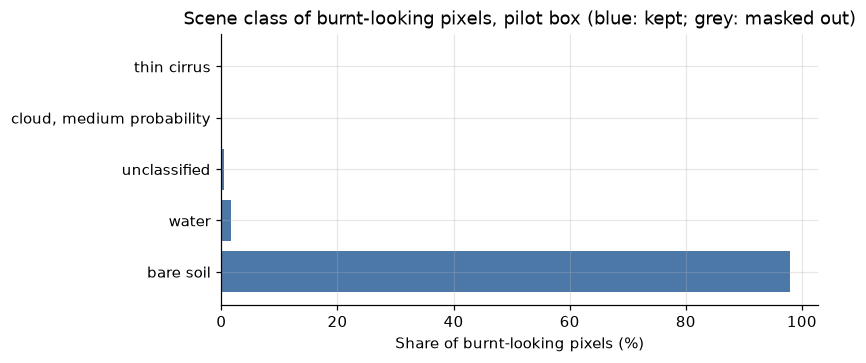 Scene class of burnt-looking pixels, pilot box (blue: kept; grey: masked out)
thin cirrus
cloud, medium probability
unclassified
water
bare soil
0 20 40 60 80 100
Share of burnt-looking pixels (%)